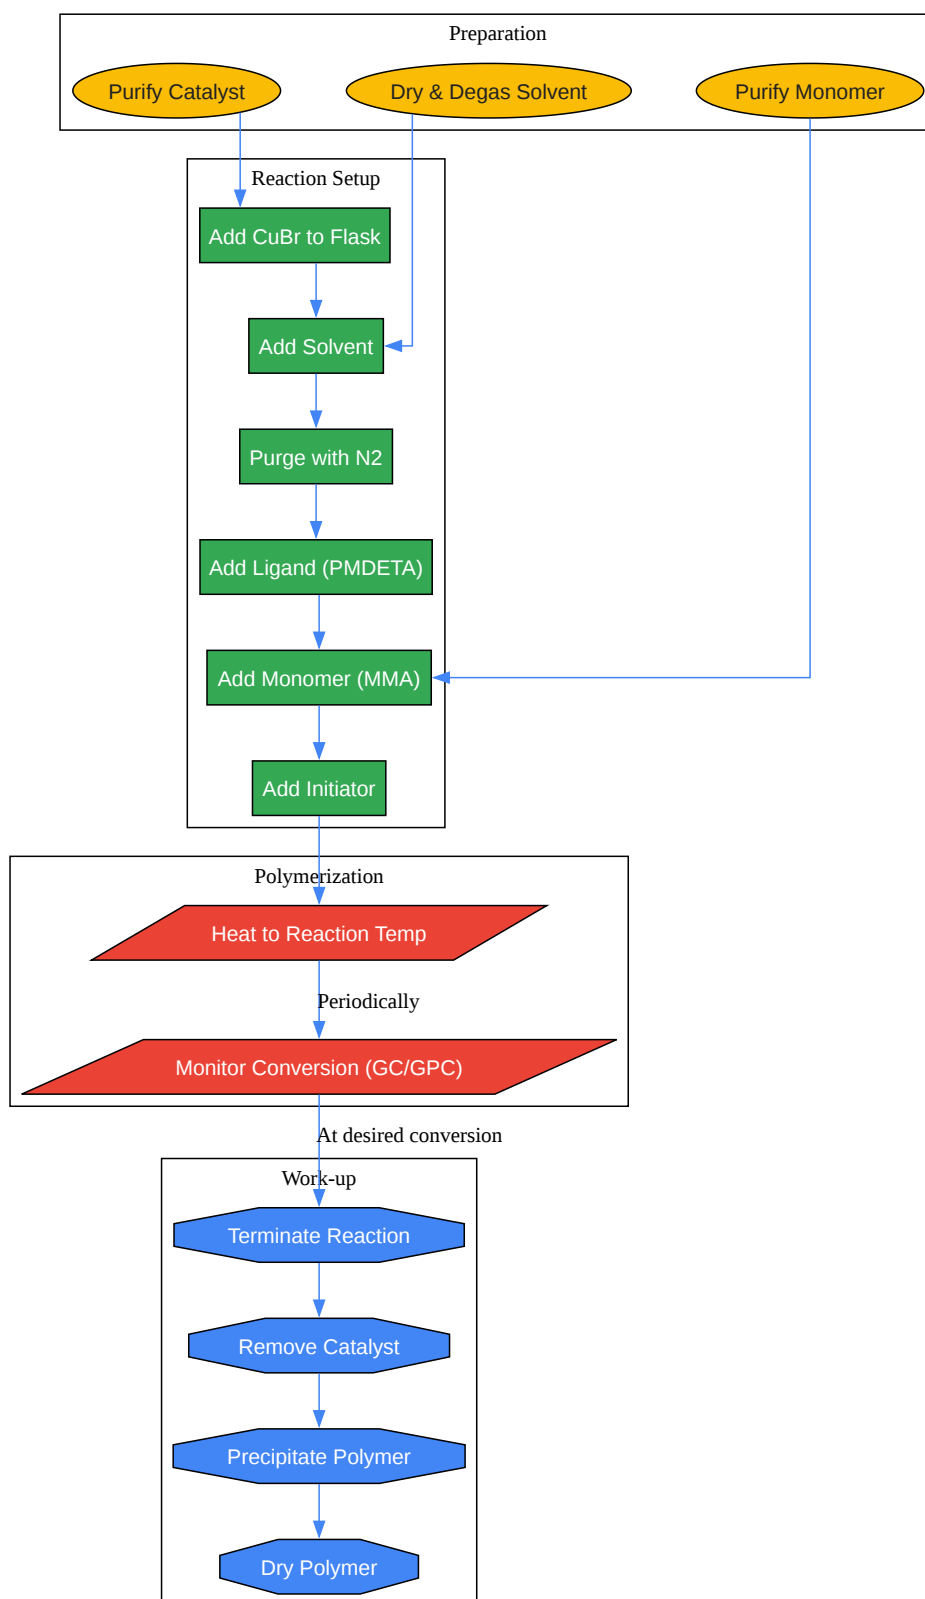 Preparation
Purify Catalyst
Dry & Degas Solvent
Purify Monomer
Reaction Setup
Add CuBr to Flask
Add Solvent
Purge with N2
Add Ligand (PMDETA)
Add Monomer (MMA)
Add Initiator
Polymerization
Heat to Reaction Temp
Periodically
Monitor Conversion (GC/GPC)
At desired conversion
Work-up
Terminate Reaction
Remove Catalyst
Precipitate Polymer
Dry Polymer